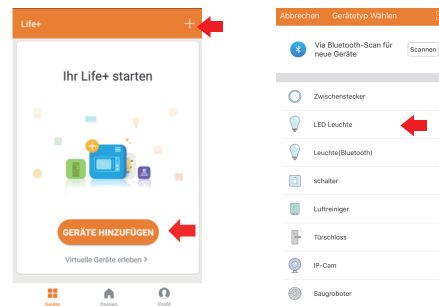 Life+
Ihr Life+ starten
GERÄTE HINZUFÜGEN
Virtuelle Geräte erleben >
Geräte
Szenen
Profil
Abbrechen Gerätetyp Wählen
Via Bluetooth-Scan für
neue Geräte
Scannen
Zwischenstecker
LED Leuchte
Leuchte(Bluetooth)
schalter
Luftreiniger
Türschloss
IP-Cam
Saugroboter